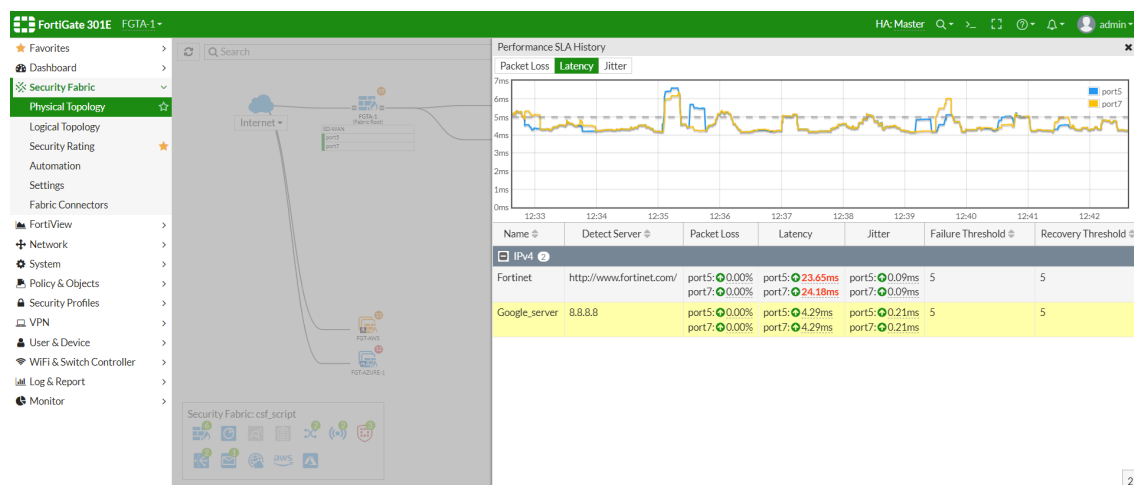 FortiGate 301E FGTA-1
HA: Master
admin
Favorites
Dashboard
Security Fabric
Physical Topology
Logical Topology
Security Rating
Automation
Settings
Fabric Connectors
FortiView
Network
System
Policy & Objects
Security Profiles
VPN
User & Device
WiFi & Switch Controller
Log & Report
Monitor
Search
Internet
FGTA-1
(Fabric Root)
SD-WAN
port5
port7
FGT-AWS
FGT-AZURE-1
Security Fabric: csf_script
aws
Performance SLA History
Packet Loss Latency Jitter
7ms
6ms
5ms
4ms
3ms
2ms
1ms
0ms
port5
port7
12:33 12:34 12:35 12:36 12:37 12:38 12:39 12:40 12:41 12:42
Name Detect Server Packet Loss Latency Jitter Failure Threshold Recovery Threshold
IPv4 2
Fortinet http://www.fortinet.com/ port5: 0.00% port5: 23.65ms port5: 0.09ms 5 5
port7: 0.00% port7: 24.18ms port7: 0.09ms
Google_server 8.8.8.8 port5: 0.00% port5: 4.29ms port5: 0.21ms 5 5
port7: 0.00% port7: 4.29ms port7: 0.21ms
2